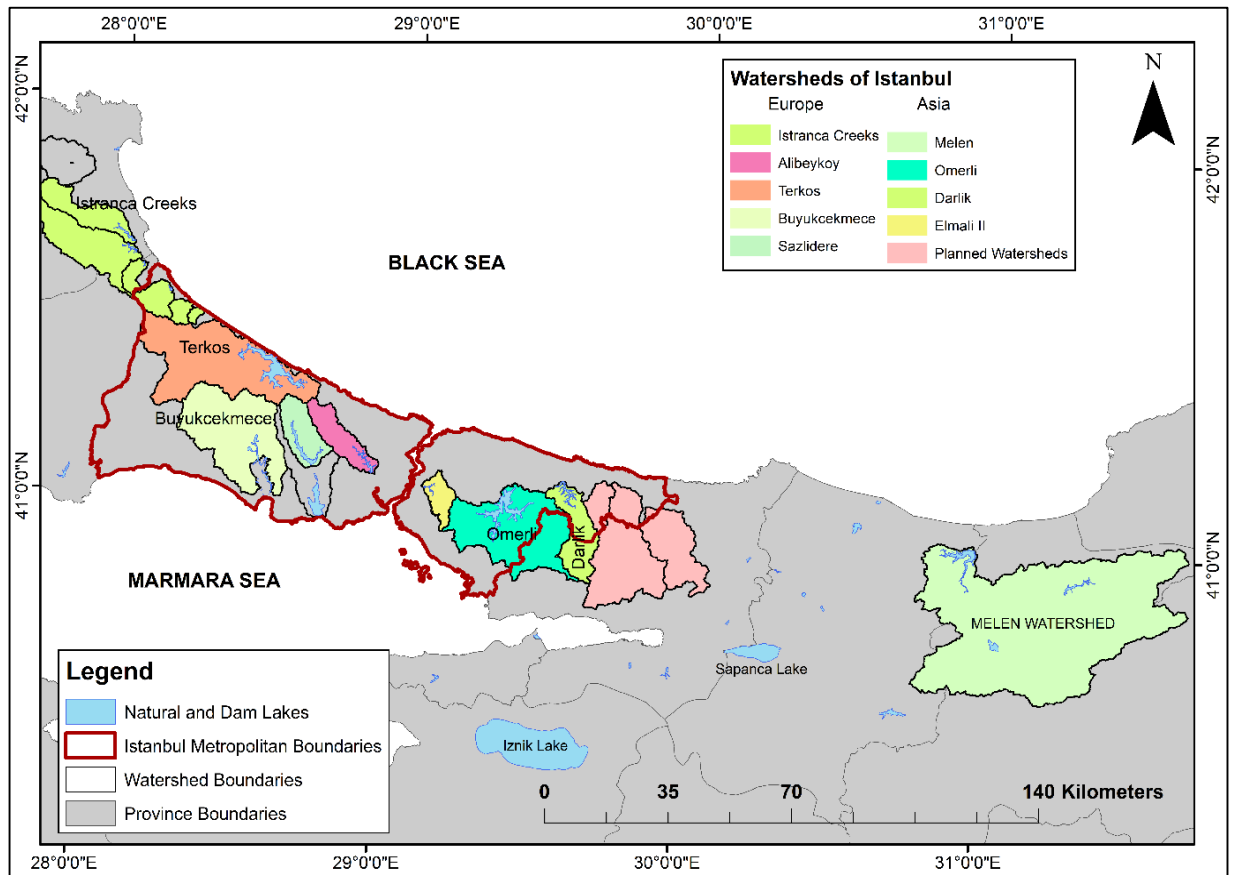 28°0'0"E 29°0'0"E 30°0'0"E 31°0'0"E
42°0'0"N
42°0'0"N
N
Watersheds of Istanbul
Europe Asia
Istranca Creeks Melen
Alibeykoy Omerli
Terkos Darlik
Buyukcekmece Elmali II
Sazlidere Planned Watersheds
Istranca Creeks
BLACK SEA
Terkos
Buyukcekmece
41°0'0"N
41°0'0"N
Omerli
Darlik
MARMARA SEA
MELEN WATERSHED
Sapanca Lake
Iznik Lake
Legend
Natural and Dam Lakes
Istanbul Metropolitan Boundaries
Watershed Boundaries
Province Boundaries
0 35 70 140 Kilometers
28°0'0"E 29°0'0"E 30°0'0"E 31°0'0"E